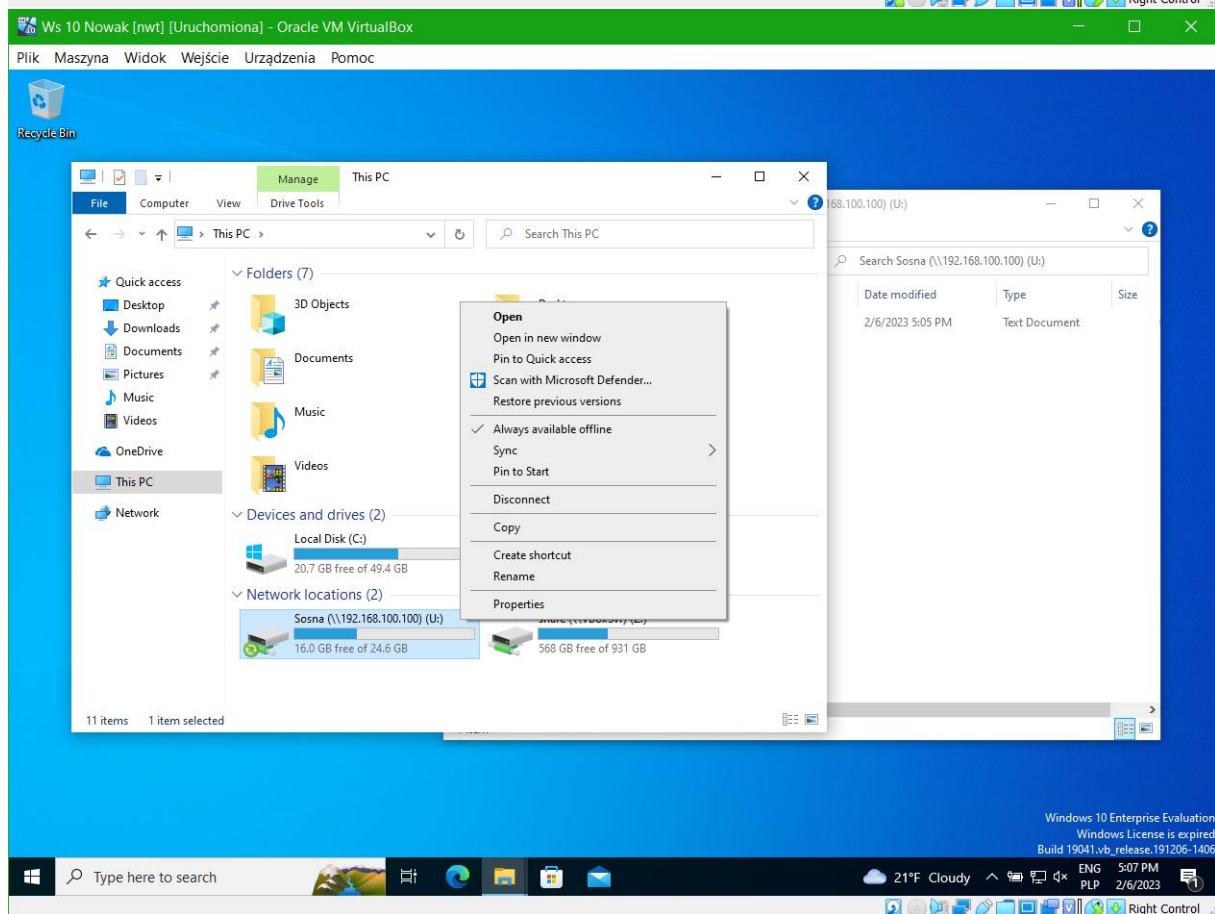 Right Control
Ws 10 Nowak [nwt] [Uruchomiona] - Oracle VM VirtualBox
Plik Maszyna Widok Wejście Urządzenia Pomoc
Recycle Bin
Manage This PC
File Computer View Drive Tools
This PC
Search This PC
Quick access
Desktop
Downloads
Documents
Pictures
Music
Videos
OneDrive
This PC
Network
Folders (7)
3D Objects
Documents
Music
Videos
Devices and drives (2)
Local Disk (C:)
20.7 GB free of 49.4 GB
Network locations (2)
Sosna (\\192.168.100.100) (U:)
16.0 GB free of 24.6 GB
568 GB free of 931 GB
11 items 1 item selected
Open
Open in new window
Pin to Quick access
Scan with Microsoft Defender...
Restore previous versions
Always available offline
Sync
Pin to Start
Disconnect
Copy
Create shortcut
Rename
Properties
168.100.100) (U:)
Search Sosna (\\192.168.100.100) (U:)
Date modified Type Size
2/6/2023 5:05 PM Text Document
Windows 10 Enterprise Evaluation
Windows License is expired
Build 19041.vb_release.191206-1406
Type here to search
21°F Cloudy
ENG
PLP
5:07 PM
2/6/2023
1
Right Control